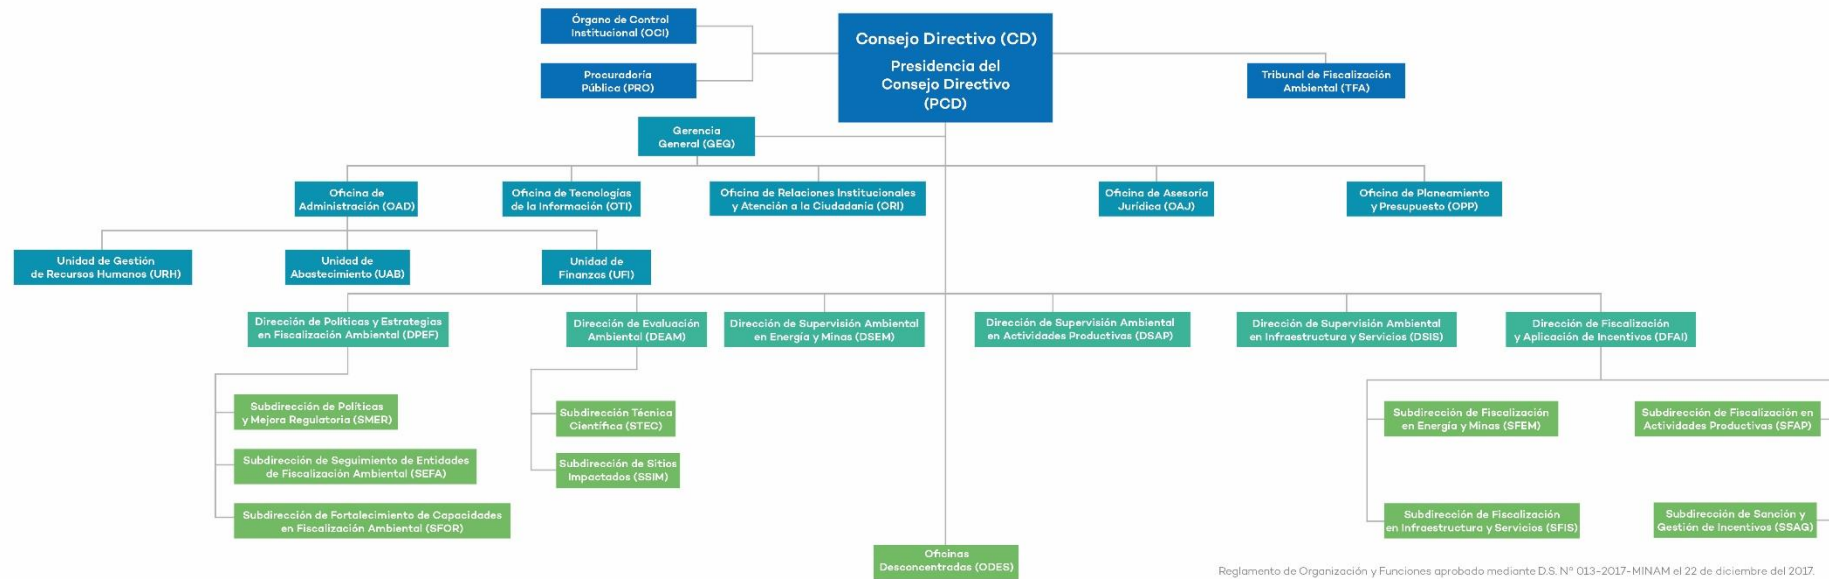 Órgano de Control
Institucional (OCI)
Procuradoría
Pública (PRO)
Consejo Directivo (CD)
Presidencia del
Consejo Directivo
(PCD)
Tribunal de Fiscalización
Ambiental (TFA)
Gerencia
General (GEG)
Oficina de
Administración (OAD)
Oficina de Tecnologías
de la Información (OTI)
Oficina de Relaciones Institucionales
y Atención a la Ciudadanía (ORI)
Oficina de Asesoría
Jurídica (OAJ)
Oficina de Planeamiento
y Presupuesto (OPP)
Unidad de Gestión
de Recursos Humanos (URH)
Unidad de
Abastecimiento (UAB)
Unidad de
Finanzas (UFI)
Dirección de Políticas y Estrategias
en Fiscalización Ambiental (DPEF)
Dirección de Evaluación
Ambiental (DEAM)
Dirección de Supervisión Ambiental
en Energía y Minas (DSEM)
Dirección de Supervisión Ambiental
en Actividades Productivas (DSAP)
Dirección de Supervisión Ambiental
en Infraestructura y Servicios (DSIS)
Dirección de Fiscalización
y Aplicación de Incentivos (DFAI)
Subdirección de Políticas
y Mejora Regulatoria (SMER)
Subdirección de Seguimiento de Entidades
de Fiscalización Ambiental (SEFA)
Subdirección de Fortalecimiento de Capacidades
en Fiscalización Ambiental (SFOR)
Subdirección Técnica
Científica (STEC)
Subdirección de Sitios
Impactados (SSIM)
Subdirección de Fiscalización
en Energía y Minas (SFEM)
Subdirección de Fiscalización en
Actividades Productivas (SFAP)
Subdirección de Fiscalización
en Infraestructura y Servicios (SFIS)
Subdirección de Sanción y
Gestión de Incentivos (SSAG)
Oficinas
Desconcentradas (ODES)
Reglamento de Organización y Funciones aprobado mediante D.S. N° 013-2017-MINAM el 22 de diciembre del 2017.